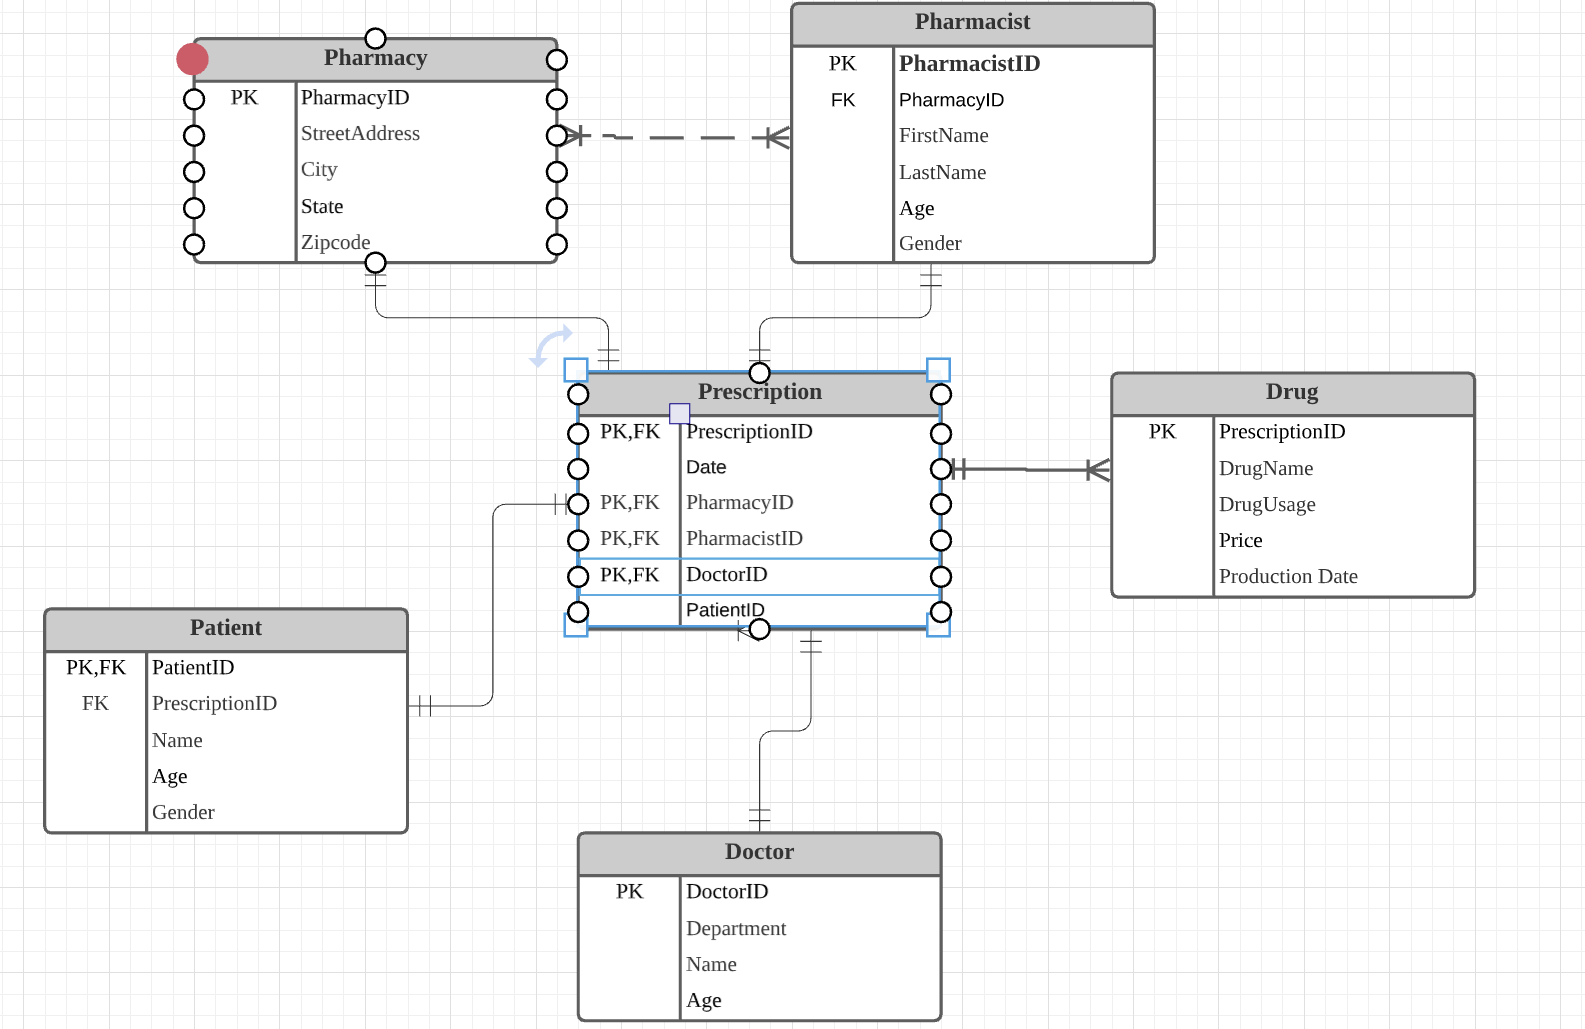 Pharmacy
PK PharmacyID
StreetAddress
City
State
Zipcode
Pharmacist
PK PharmacistID
FK PharmacyID
FirstName
LastName
Age
Gender
Prescription
PK,FK PrescriptionID
Date
PK,FK PharmacyID
PK,FK PharmacistID
PK,FK DoctorID
PatientID
Drug
PK PrescriptionID
DrugName
DrugUsage
Price
Production Date
Patient
PK,FK PatientID
FK PrescriptionID
Name
Age
Gender
Doctor
PK DoctorID
Department
Name
Age